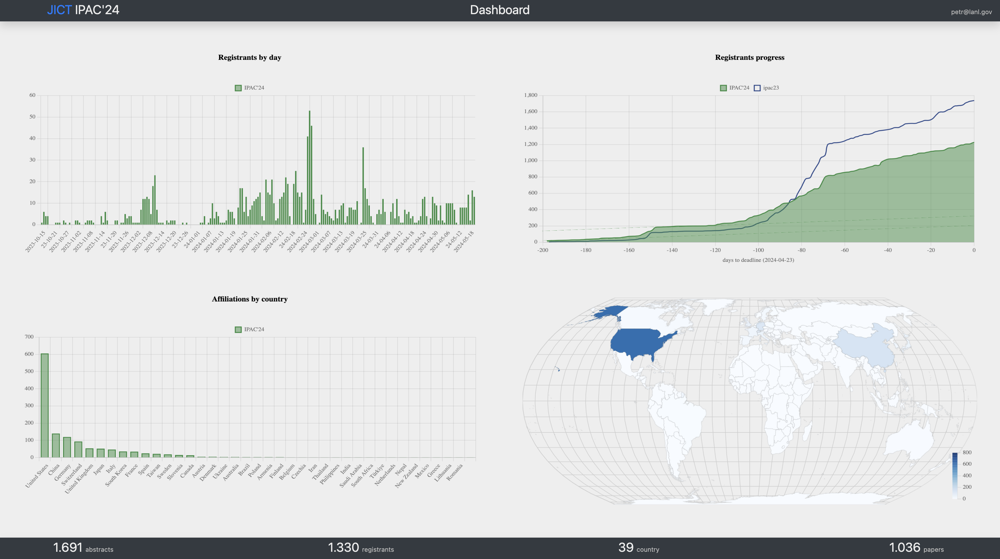 JICT IPAC'24
Dashboard
petr@lanl.gov
Registrants by day
IPAC'24
60
50
40
30
20
10
0
2023-10-15
23-10-21
2023-10-27
2023-11-02
2023-11-08
2023-11-14
23-11-20
2023-11-26
2023-12-02
2023-12-08
2023-12-14
2023-12-20
23-12-26
24-01-01
2024-01-07
2024-01-13
2024-01-19
2024-01-25
2024-01-31
2024-02-06
2024-02-12
24-02-18
2024-02-24
2024-03-01
2024-03-07
2024-03-13
2024-03-19
2024-03-25
24-03-31
24-04-06
2024-04-12
2024-04-18
2024-04-24
2024-04-30
2024-05-06
24-05-12
2024-05-18
Registrants progress
IPAC'24 ipac23
1,800
1,600
1,400
1,200
1,000
800
600
400
200
0
-200 -180 -160 -140 -120 -100 -80 -60 -40 -20 0
days to deadline (2024-04-23)
Affiliations by country
IPAC'24
700
600
500
400
300
200
100
0
United States
China
Germany
Switzerland
United Kingdom
Japan
Italy
South Korea
France
Spain
Taiwan
Sweden
Slovenia
Canada
Austria
Denmark
Ukraine
Australia
Brazil
Poland
Armenia
Finland
Belgium
Czechia
Iran
Thailand
Philippines
India
Saudi Arabia
South Africa
Türkiye
Netherlands
Nepal
New Zealand
Mexico
Greece
Lithuania
Romania
800
600
400
200
0
1.691 abstracts
1.330 registrants
39 country
1.036 papers